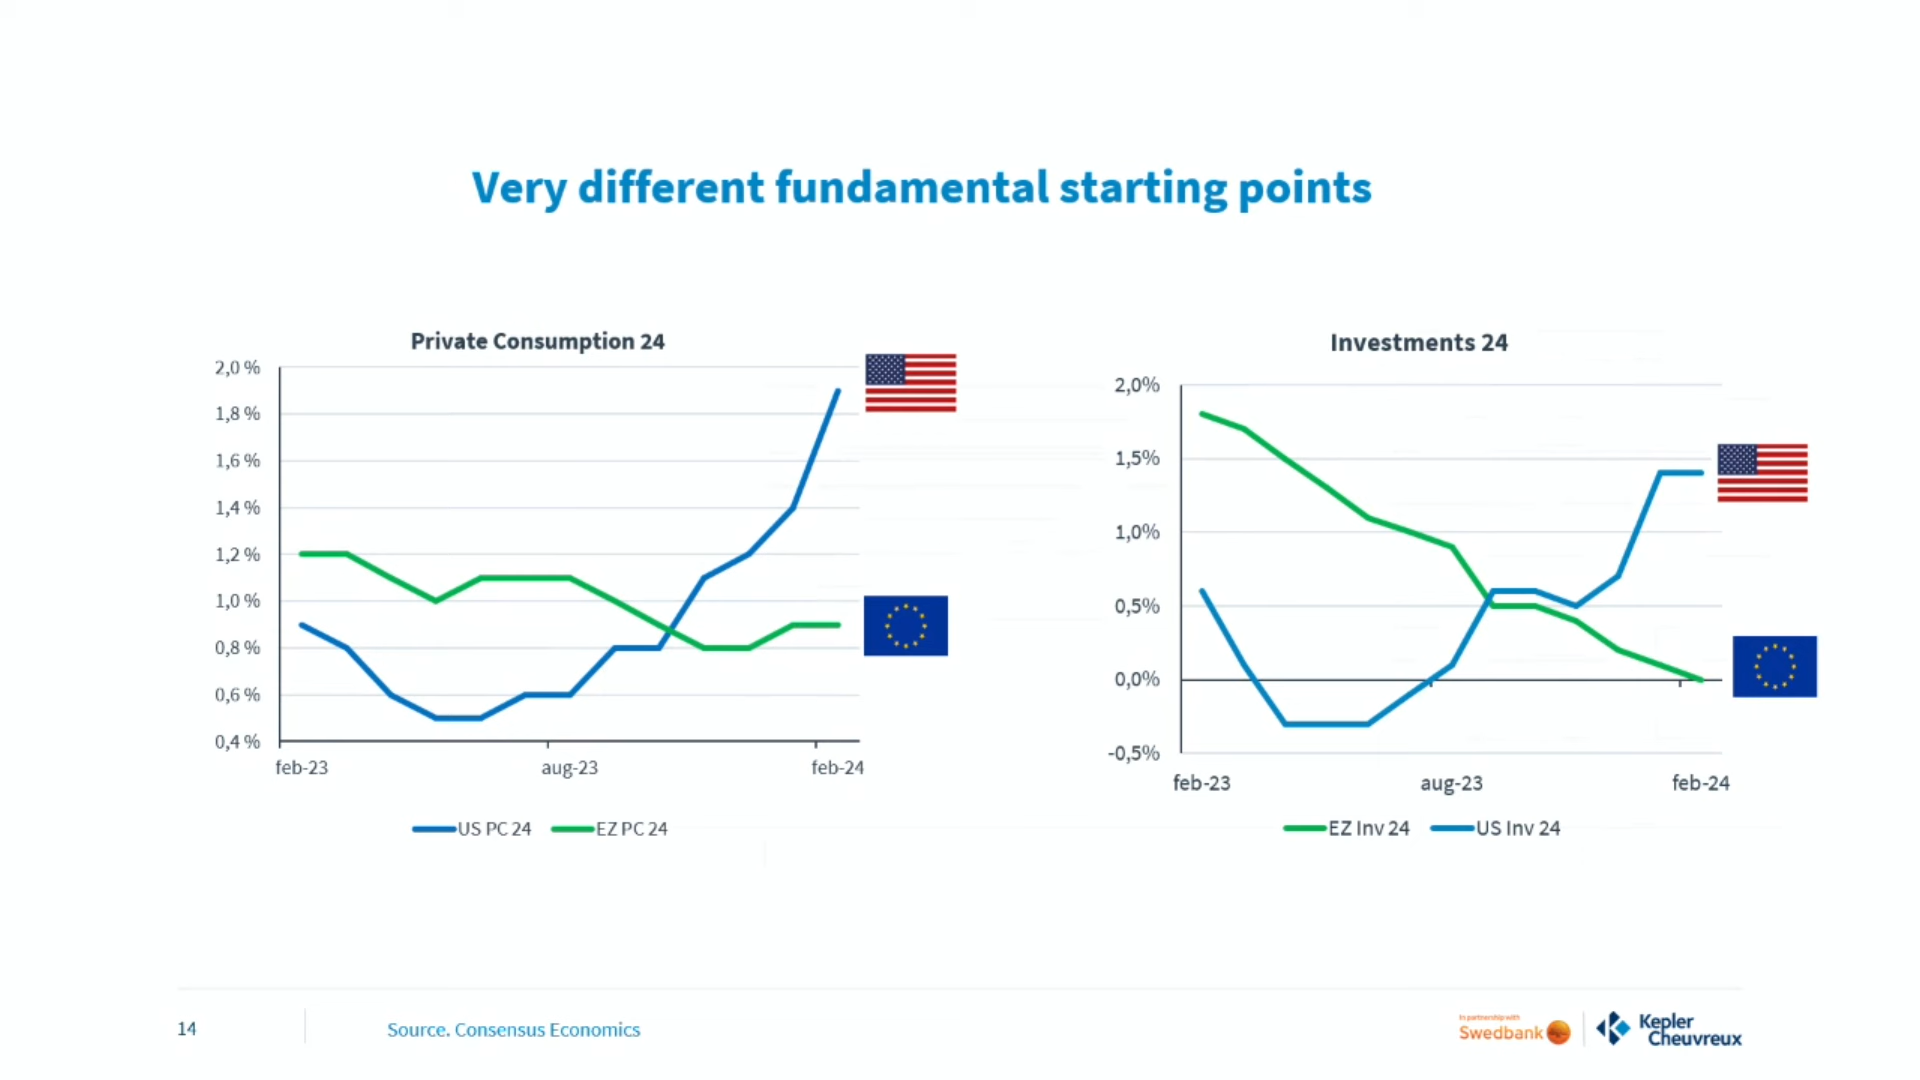 Very different fundamental starting points
Private Consumption 24
2,0 %
1,8 %
1,6 %
1,4 %
1,2 %
1,0 %
0,8 %
0,6 %
0,4 %
feb-23 aug-23 feb-24
US PC 24 EZ PC 24
Investments 24
2,0%
1,5%
1,0%
0,5%
0,0%
-0,5%
feb-23 aug-23 feb-24
EZ Inv 24 US Inv 24
14
Source. Consensus Economics
In partnership with
Swedbank
Kepler
Cheuvreux